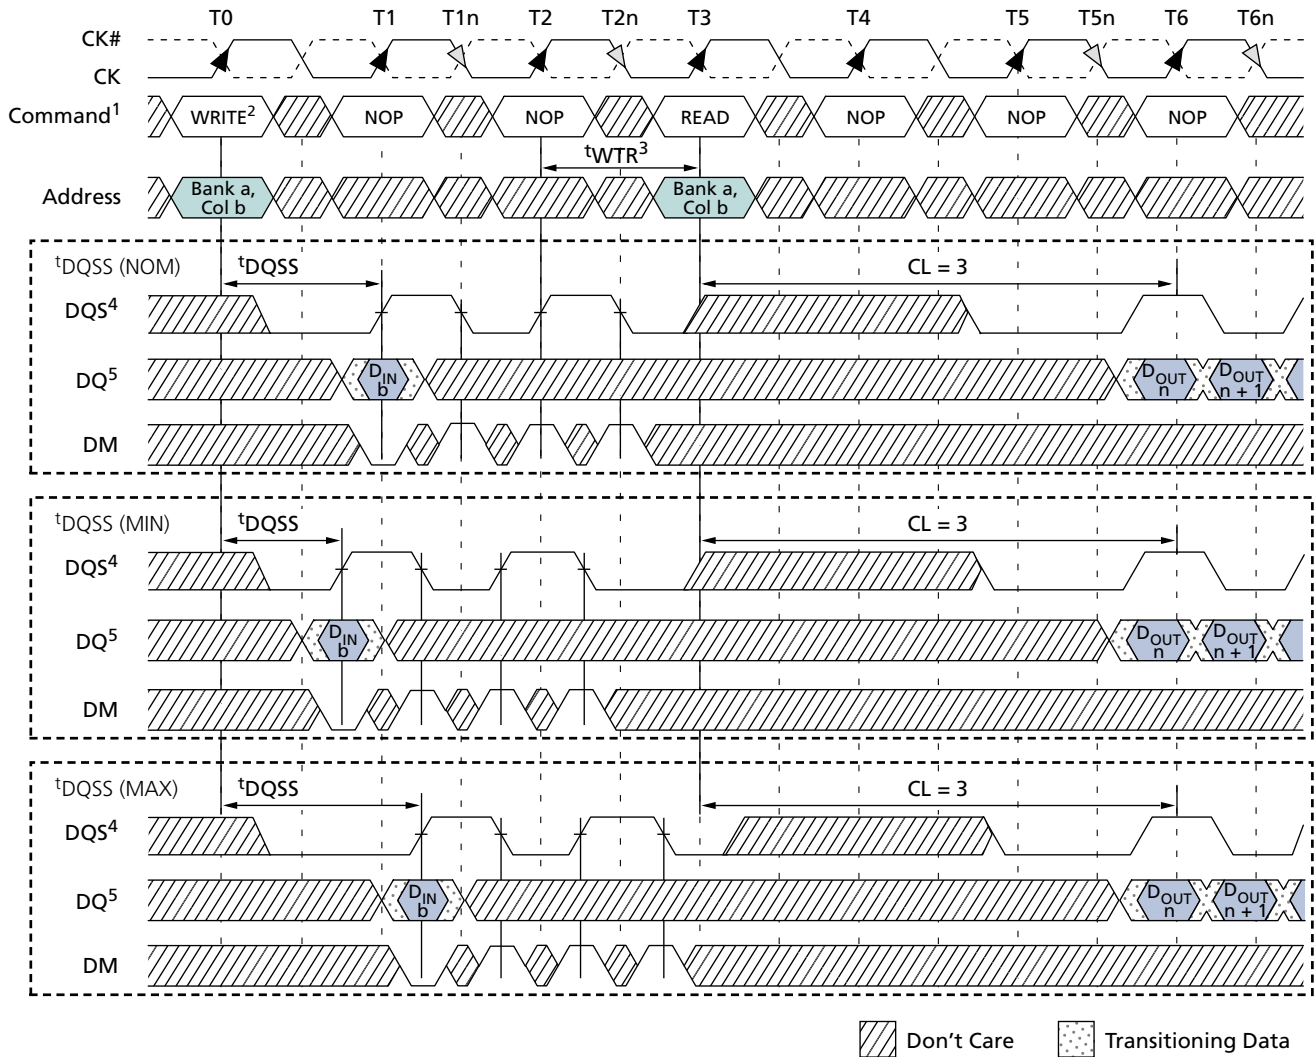 T0 T1 T1n T2 T2n T3 T4 T5 T5n T6 T6n
CK#
CK
Command1 WRITE2 NOP NOP READ NOP NOP NOP
tWTR3
Address Bank a, Col b Bank a, Col b
tDQSS (NOM) tDQSS CL = 3
DQS4
DQ5 DIN b DOUT n DOUT n + 1
DM
tDQSS (MIN) tDQSS CL = 3
DQS4
DQ5 DIN b DOUT n DOUT n + 1
DM
tDQSS (MAX) tDQSS CL = 3
DQS4
DQ5 DIN b DOUT n DOUT n + 1
DM
Don't Care Transitioning Data